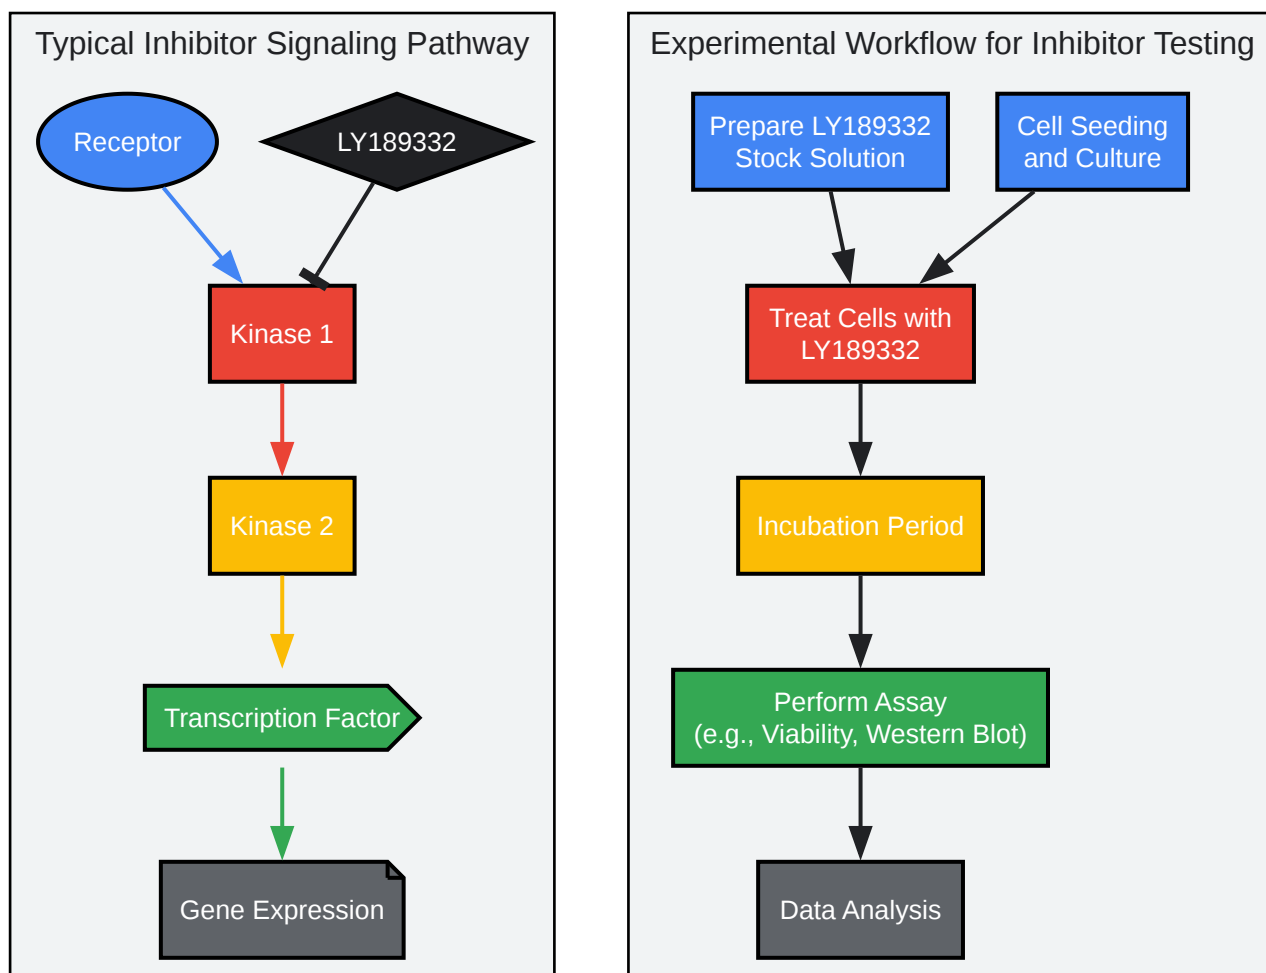 Typical Inhibitor Signaling Pathway
Receptor
LY189332
Kinase 1
Kinase 2
Transcription Factor
Gene Expression
Experimental Workflow for Inhibitor Testing
Prepare LY189332
Stock Solution
Cell Seeding
and Culture
Treat Cells with
LY189332
Incubation Period
Perform Assay
(e.g., Viability, Western Blot)
Data Analysis